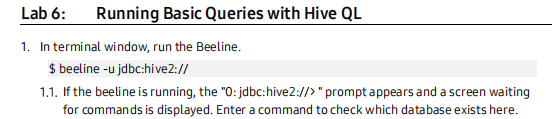 Lab 6: Running Basic Queries with Hive QL
1. In terminal window, run the Beeline.
$ beeline -u jdbc:hive2://
1.1. If the beeline is running, the "0: jdbc:hive2://> " prompt appears and a screen waiting
for commands is displayed. Enter a command to check which database exists here.